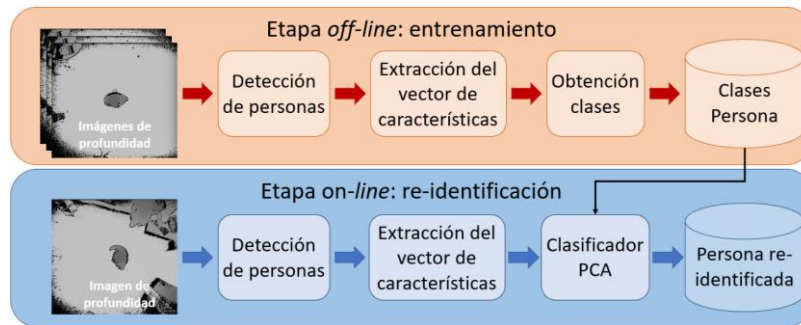 Etapa off-line: entrenamiento
Imágenes de
profundidad
Detección
de personas
Extracción del
vector de
características
Obtención
clases
Clases
Persona
Etapa on-line: re-identificación
Imagen de
profundidad
Detección
de personas
Extracción del
vector de
características
Clasificador
PCA
Persona re-
identificada